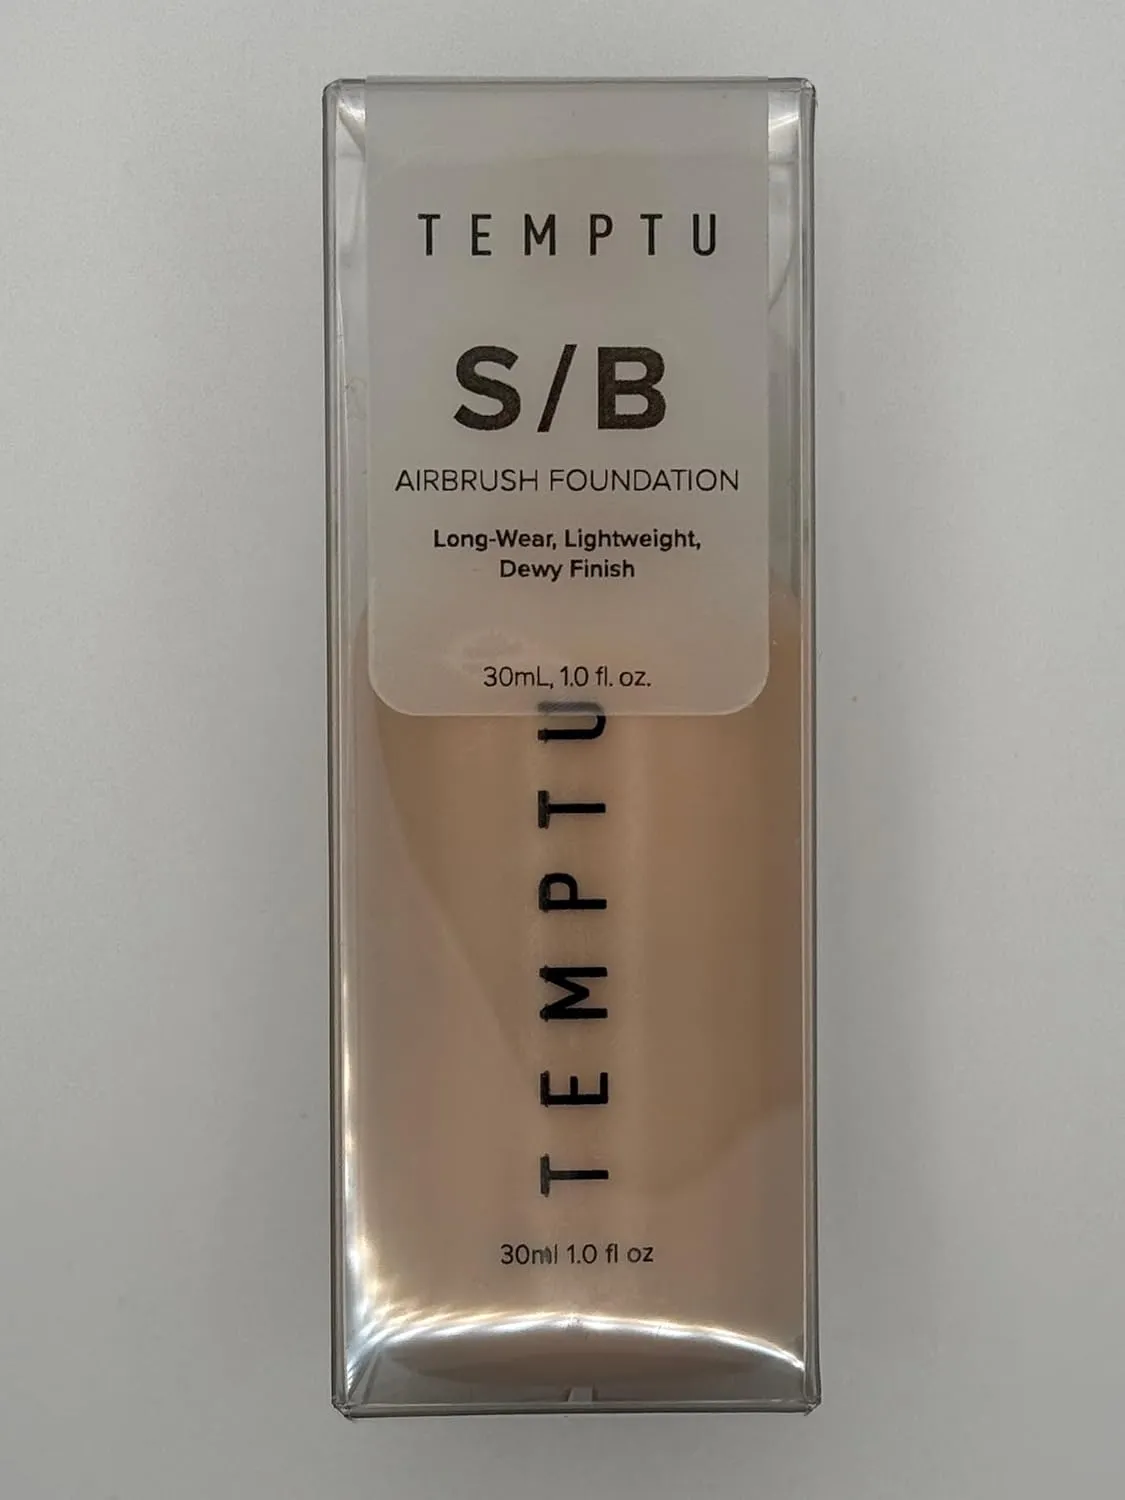 TEMPTU
S/B
AIRBRUSH FOUNDATION
Long-Wear, Lightweight,
Dewy Finish
30mL, 1.0 fl. oz.
TEMPTU
30ml 1.0 fl oz